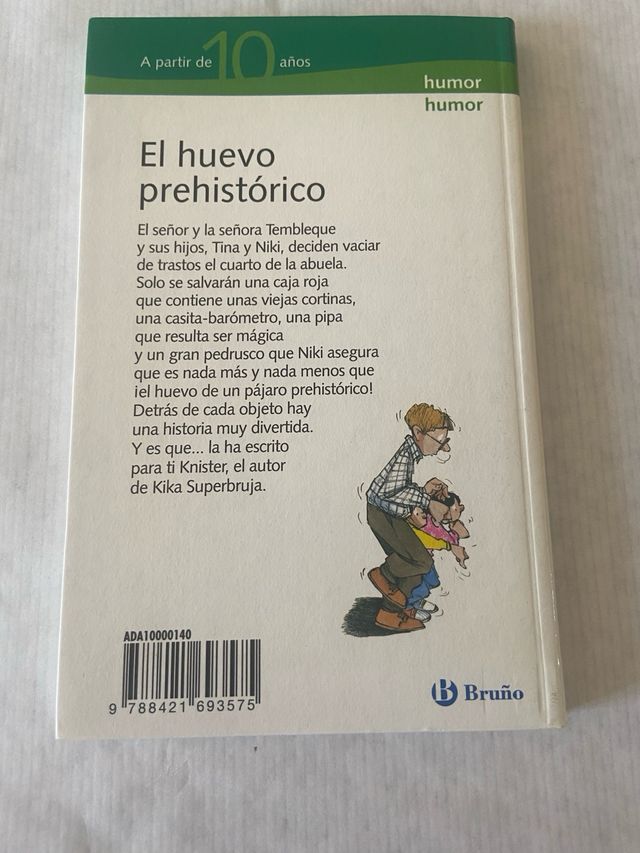 A partir de 10 años
humor
humor
El huevo
prehistórico
El señor y la señora Tembleque
y sus hijos, Tina y Niki, deciden vaciar
de trastos el cuarto de la abuela.
Solo se salvarán una caja roja
que contiene unas viejas cortinas,
una casita-barómetro, una pipa
que resulta ser mágica
y un gran pedrusco que Niki asegura
que es nada más y nada menos que
¡el huevo de un pájaro prehistórico!
Detrás de cada objeto hay
una historia muy divertida.
Y es que... la ha escrito
para ti Knister, el autor
de Kika Superbruja.
ADA10000140
9 788421 693575
B Bruño